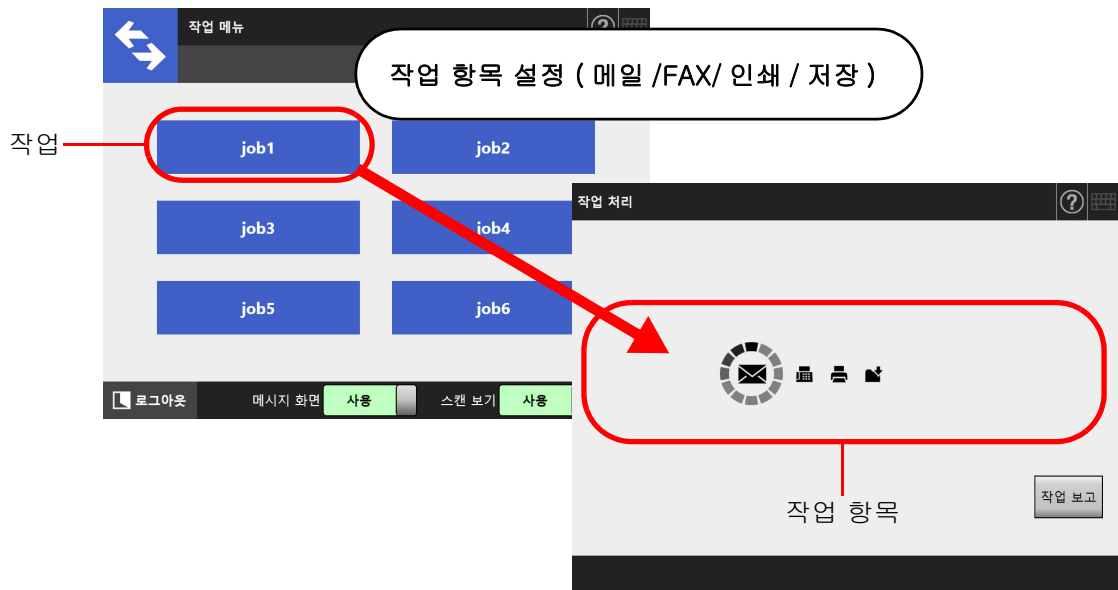 작업 메뉴
?
작업 항목 설정 ( 메일 /FAX/ 인쇄 / 저장 )
작업
job1
job2
작업 처리
?
job3
job4
job5
job6
로그아웃
메시지 화면
사용
스캔 보기
사용
작업 항목
작업 보고